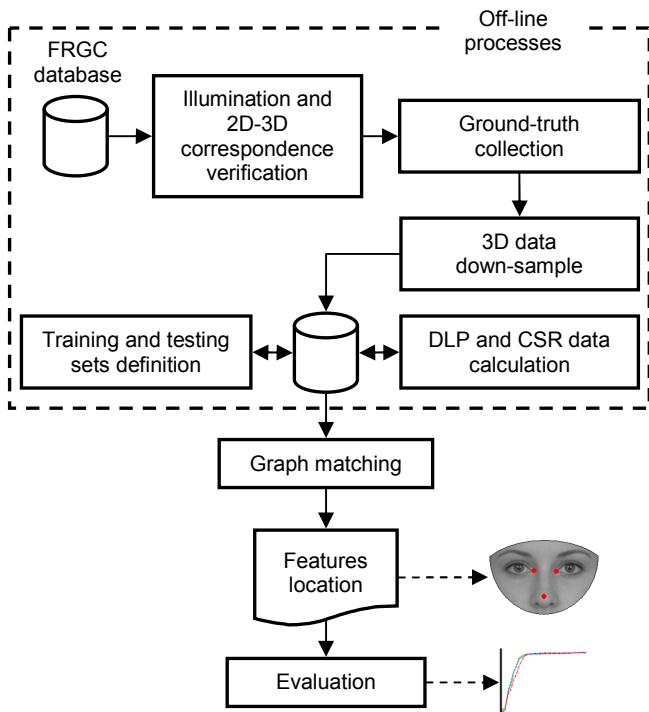 Off-line
processes
FRGC
database
Illumination and
2D-3D
correspondence
verification
Ground-truth
collection
3D data
down-sample
Training and testing
sets definition
DLP and CSR data
calculation
Graph matching
Features
location
Evaluation